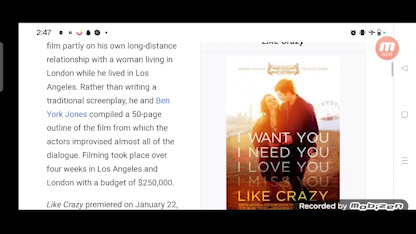 2:47
film partly on his own long-distance
relationship with a woman living in
London while he lived in Los
Angeles. Rather than writing a
traditional screenplay, he and Ben
York Jones compiled a 50-page
outline of the film from which the
actors improvised almost all of the
dialogue. Filming took place over
four weeks in Los Angeles and
London with a budget of $250,000.
Like Crazy premiered on January 22,
Like Crazy
I WANT YOU
I NEED YOU
I LOVE YOU
I MISS YOU
LIKE CRAZY
Recorded by mobizen